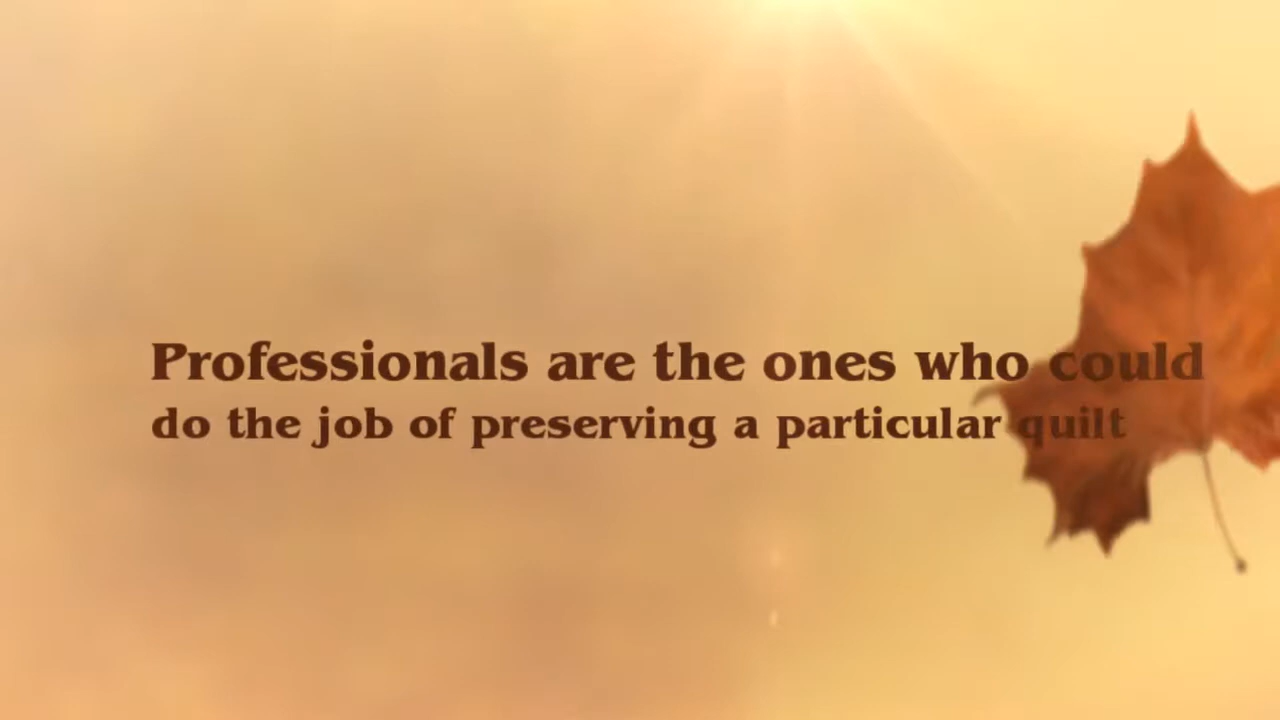 Professionals are the ones who could
do the job of preserving a particular quilt